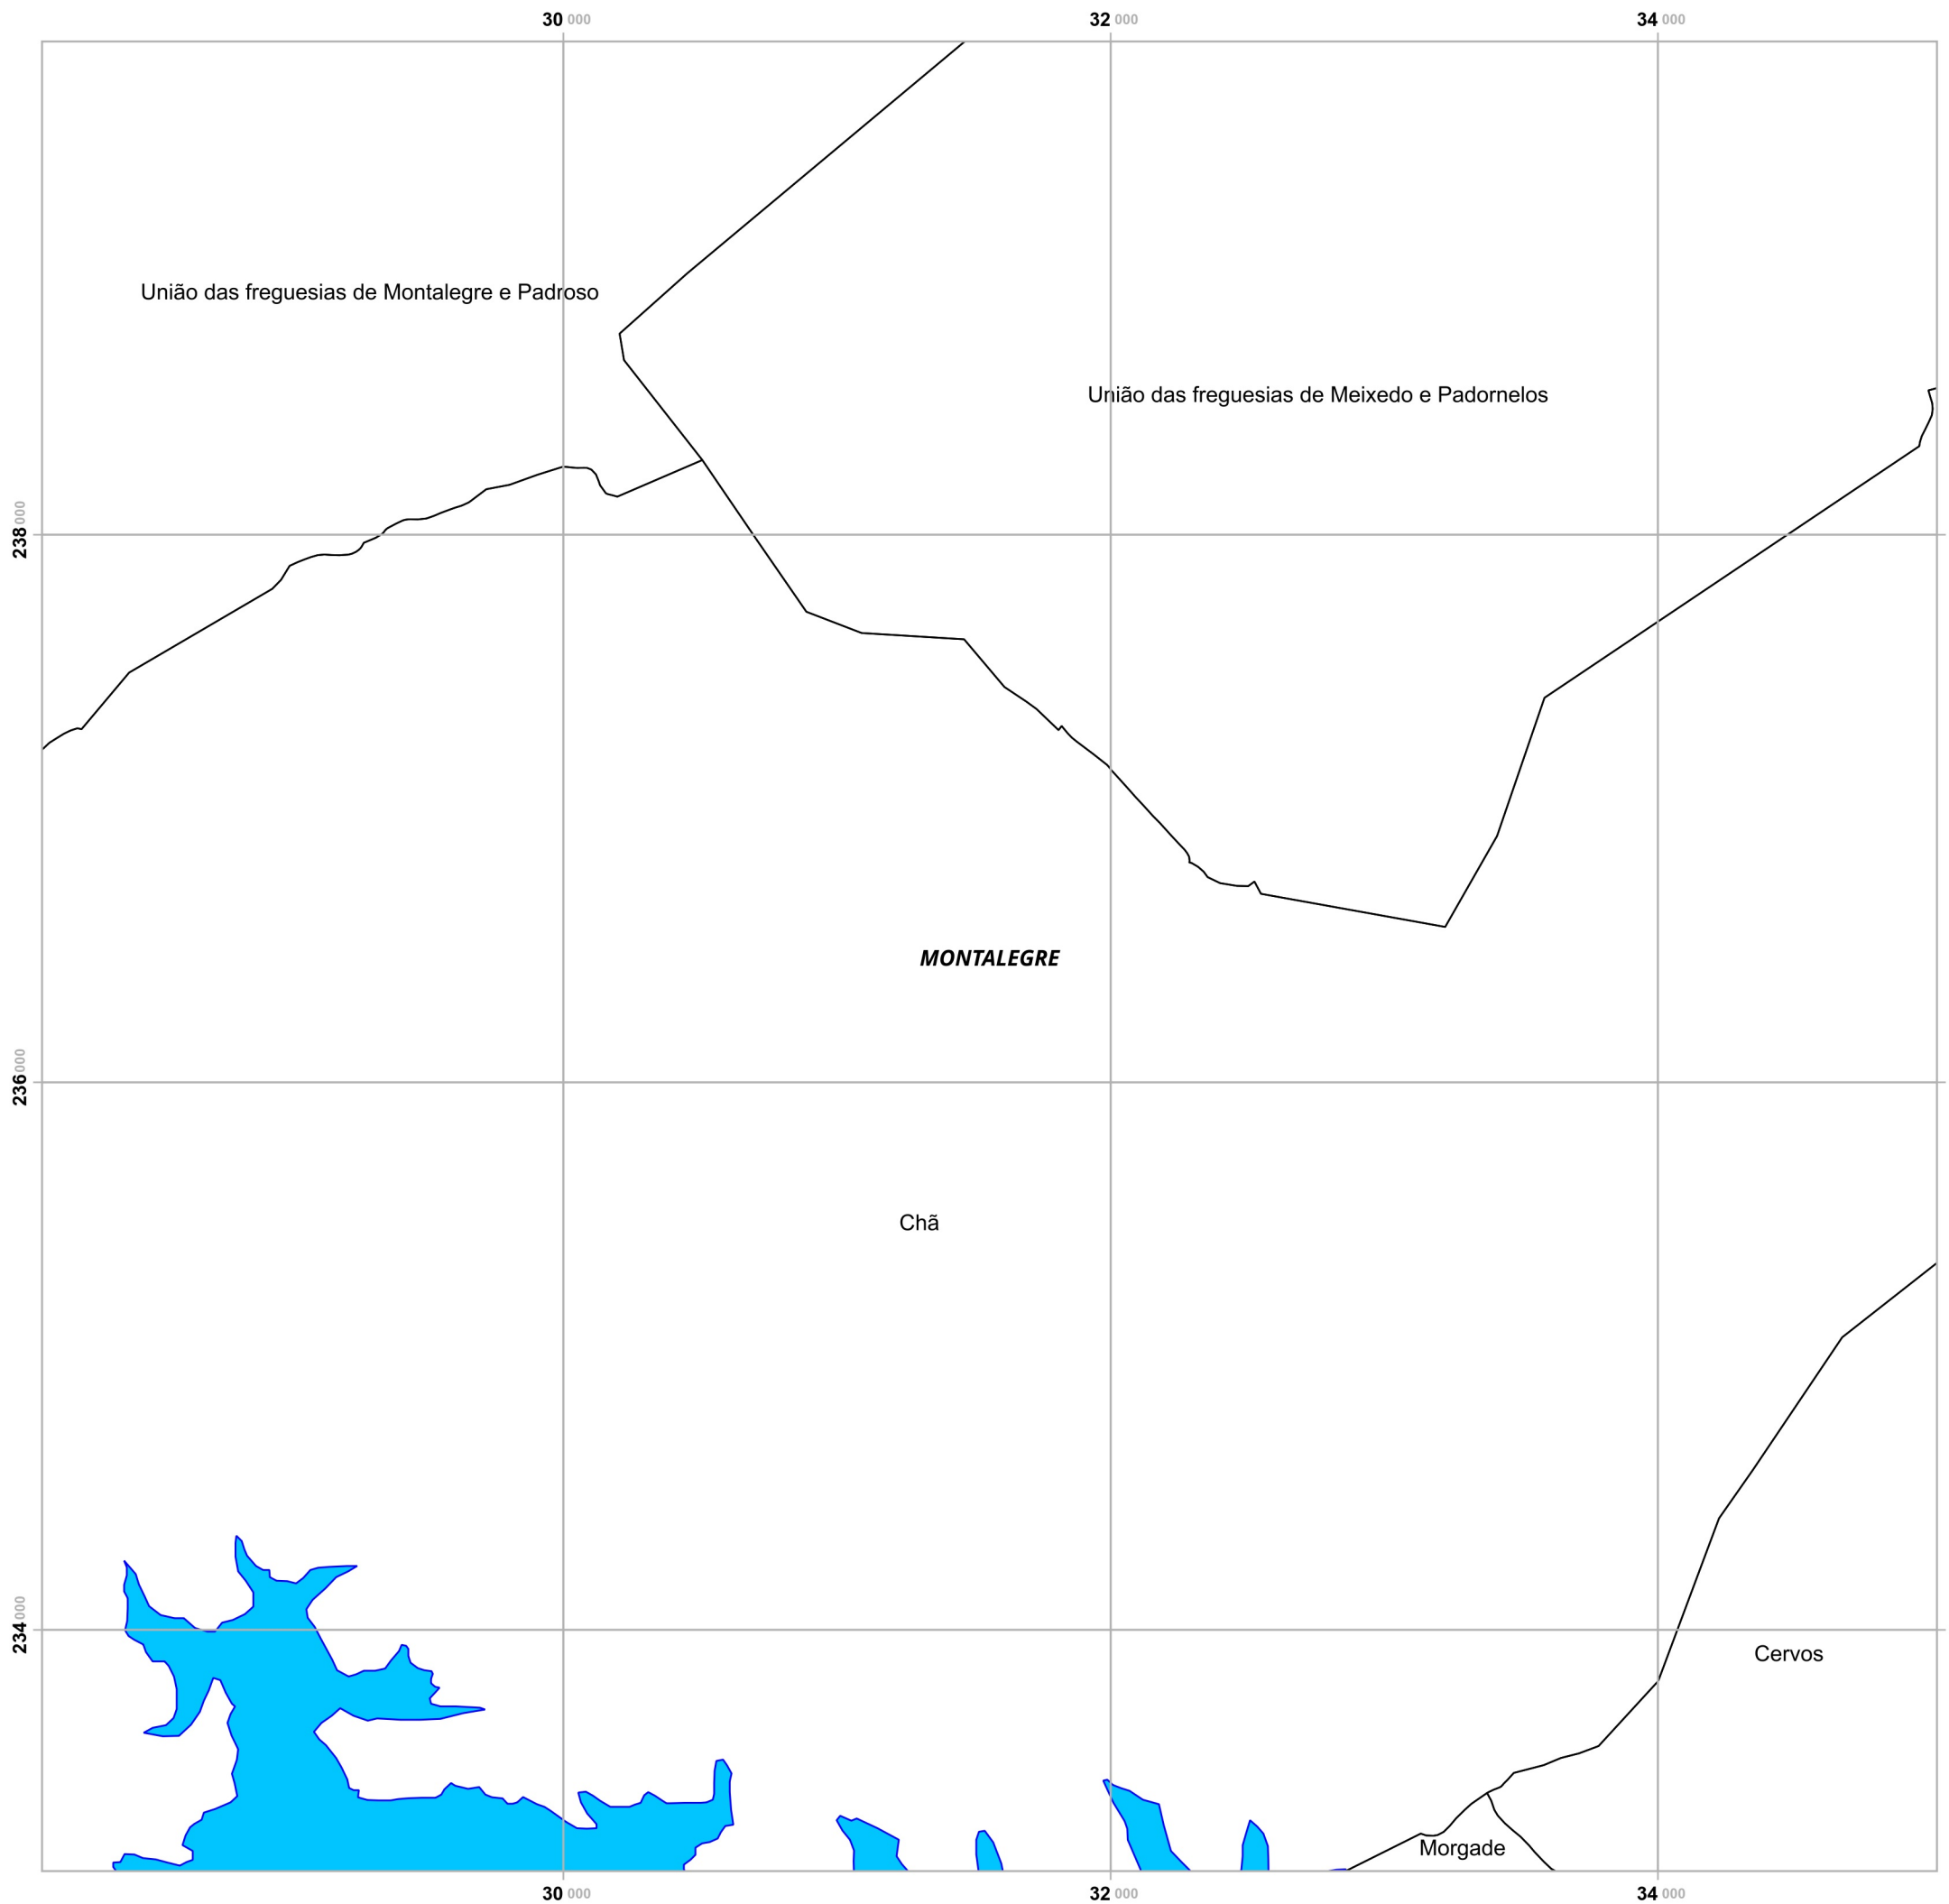 30 000
32 000
34 000
União das freguesias de Montalegre e Padroso
União das freguesias de Meixedo e Padornelos
238 000
MONTALEGRE
236 000
Chã
234 000
Cervos
Morgade
30 000
32 000
34 000